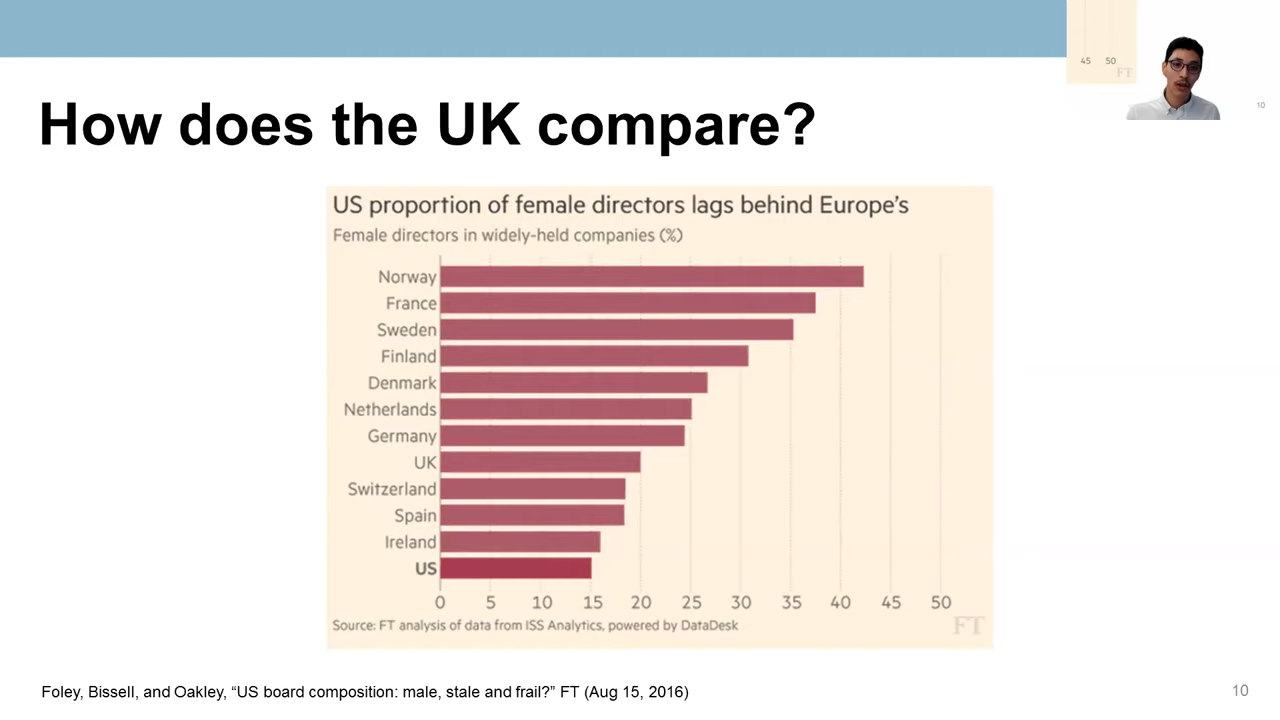 45 50
FT
10
How does the UK compare?
US proportion of female directors lags behind Europe's
Female directors in widely-held companies (%)
Norway
France
Sweden
Finland
Denmark
Netherlands
Germany
UK
Switzerland
Spain
Ireland
US
0 5 10 15 20 25 30 35 40 45 50
Source: FT analysis of data from ISS Analytics, powered by DataDesk
FT
Foley, Bissell, and Oakley, “US board composition: male, stale and frail?” FT (Aug 15, 2016)
10